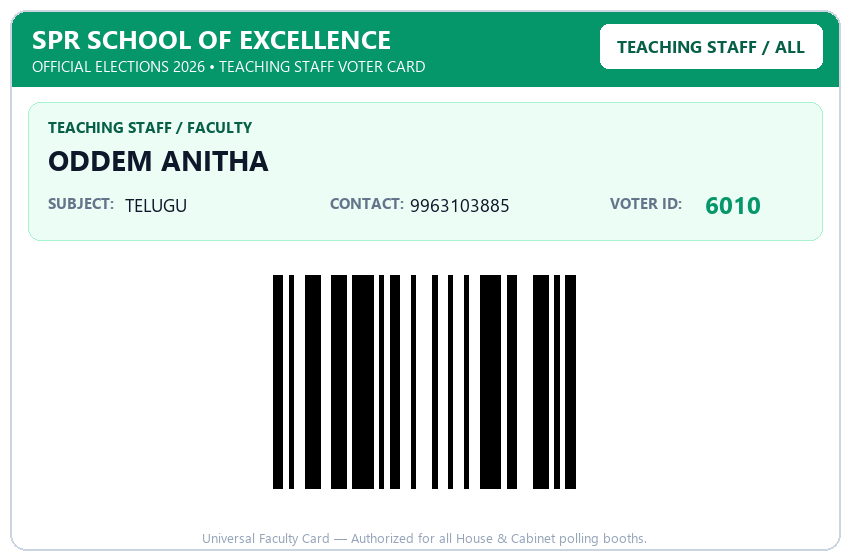 SPR SCHOOL OF EXCELLENCE
OFFICIAL ELECTIONS 2026 • TEACHING STAFF VOTER CARD
TEACHING STAFF / ALL
TEACHING STAFF / FACULTY
ODDEM ANITHA
SUBJECT: TELUGU CONTACT: 9963103885 VOTER ID: 6010
Universal Faculty Card — Authorized for all House & Cabinet polling booths.